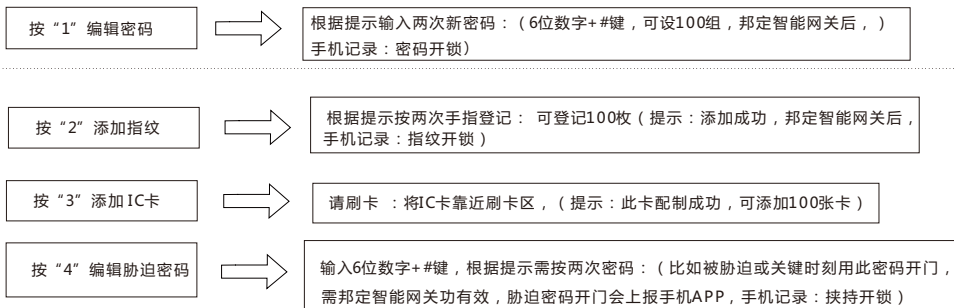 按“1”编辑密码
根据提示输入两次新密码：（6位数字+#键，可设100组，邦定智能网关后，）
手机记录：密码开锁）
按“2”添加指纹
根据提示按两次手指登记： 可登记100枚（提示：添加成功，邦定智能网关后，
手机记录：指纹开锁）
按“3”添加IC卡
请刷卡 ：将IC卡靠近刷卡区，（提示：此卡配制成功，可添加100张卡）
按“4”编辑胁迫密码
输入6位数字+#键，根据提示需按两次密码：（比如被胁迫或关键时刻用此密码开门，
需邦定智能网关功有效，胁迫密码开门会上报手机APP，手机记录：挟持开锁）